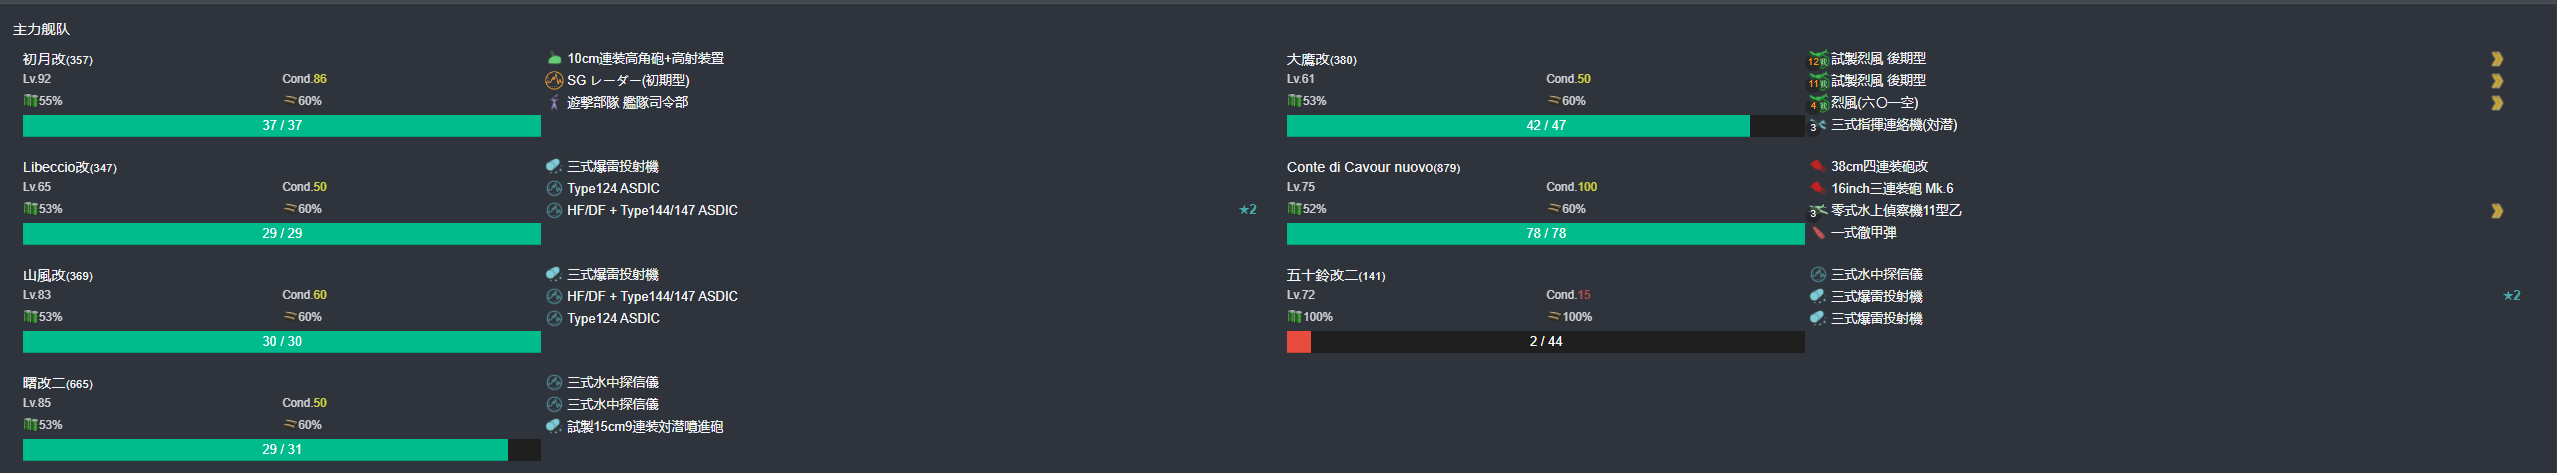 主力舰队
初月改(357)
Lv.92 Cond.86
55% 60%
37 / 37
10cm連装高角砲+高射装置
SG レーダー(初期型)
遊撃部隊 艦隊司令部
大鷹改(380)
Lv.61 Cond.50
53% 60%
42 / 47
12 試製烈風 後期型
11 試製烈風 後期型
4 烈風(六〇一空)
3 三式指揮連絡機(対潜)
Libeccio改(347)
Lv.65 Cond.50
53% 60%
29 / 29
三式爆雷投射機
Type124 ASDIC
HF/DF + Type144/147 ASDIC ★2
Conte di Cavour nuovo(879)
Lv.75 Cond.100
52% 60%
78 / 78
38cm四連装砲改
16inch三連装砲 Mk.6
3 零式水上偵察機11型乙
一式徹甲弾
山風改(369)
Lv.83 Cond.60
53% 60%
30 / 30
三式爆雷投射機
HF/DF + Type144/147 ASDIC
Type124 ASDIC
五十鈴改二(141)
Lv.72 Cond.15
100% 100%
2 / 44
三式水中探信儀
三式爆雷投射機 ★2
三式爆雷投射機
曙改二(665)
Lv.85 Cond.50
53% 60%
29 / 31
三式水中探信儀
三式水中探信儀
試製15cm9連装対潜噴進砲